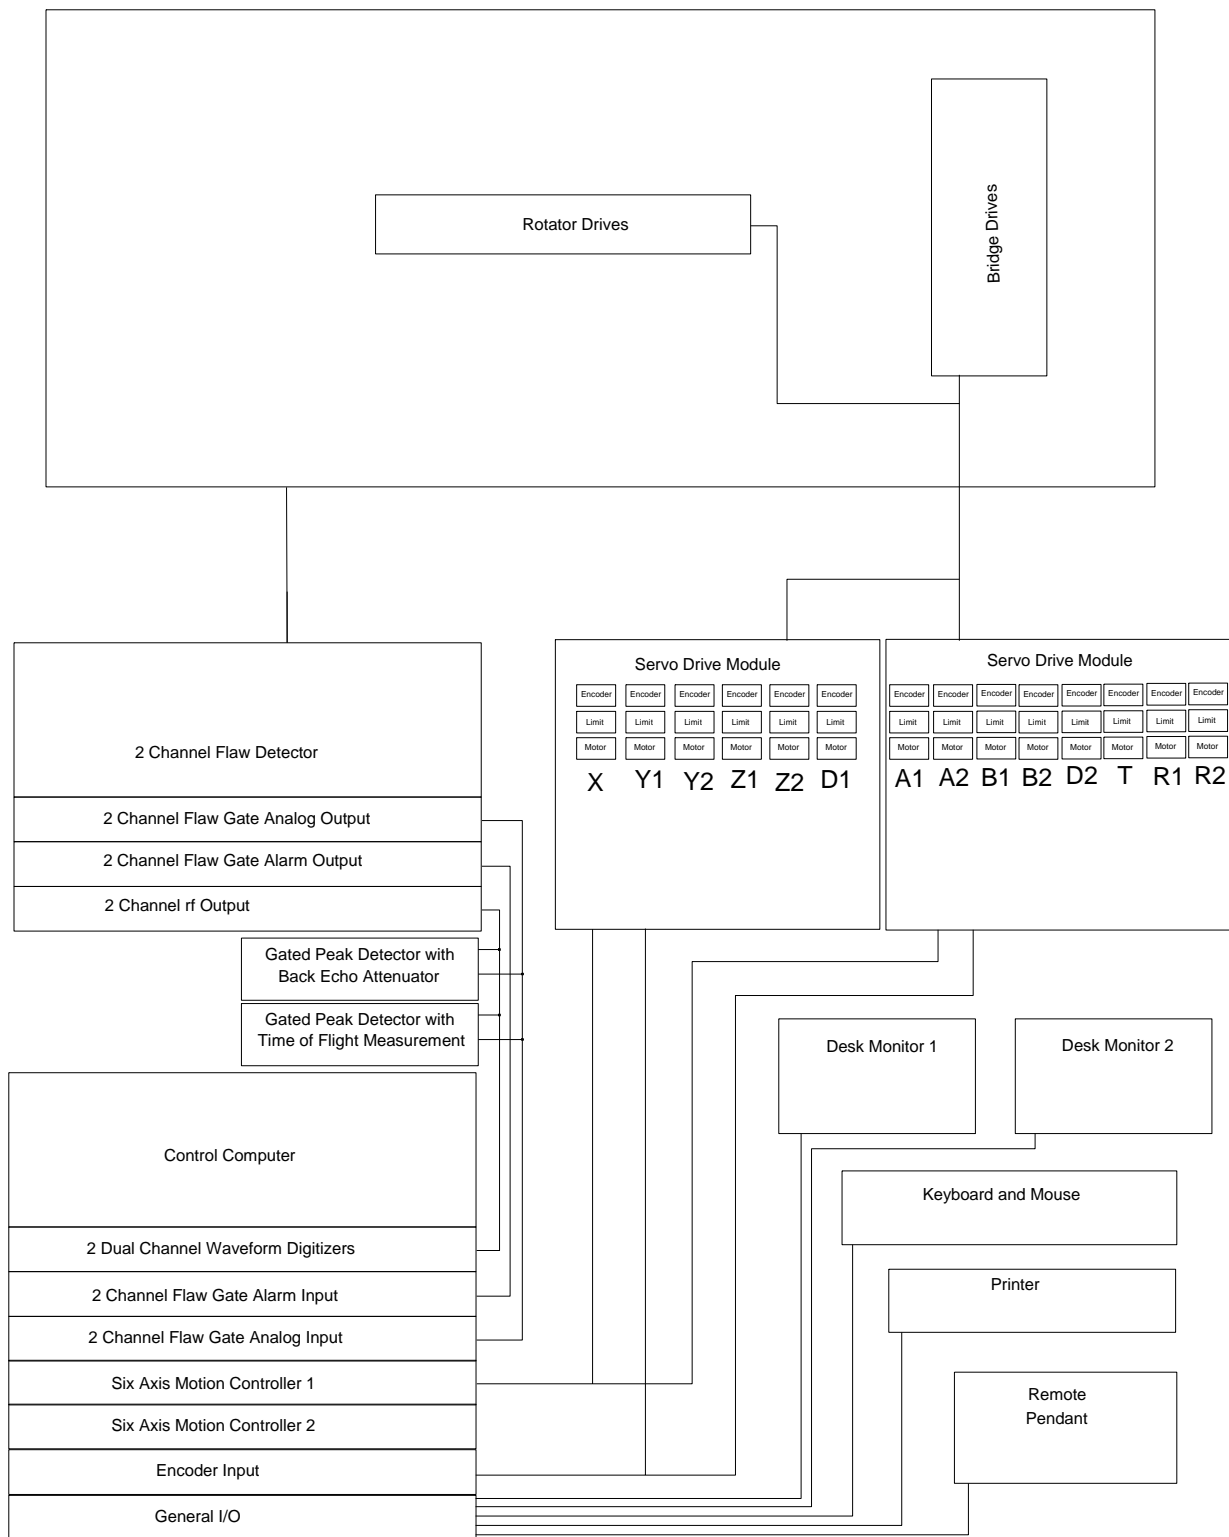 Rotator Drives
Bridge Drives
2 Channel Flaw Detector
2 Channel Flaw Gate Analog Output
2 Channel Flaw Gate Alarm Output
2 Channel rf Output
Gated Peak Detector with
Back Echo Attenuator
Gated Peak Detector with
Time of Flight Measurement
Servo Drive Module
Encoder Encoder Encoder Encoder Encoder Encoder
Limit Limit Limit Limit Limit Limit
Motor Motor Motor Motor Motor Motor
X Y1 Y2 Z1 Z2 D1
Servo Drive Module
Encoder Encoder Encoder Encoder Encoder Encoder Encoder Encoder
Limit Limit Limit Limit Limit Limit Limit Limit
Motor Motor Motor Motor Motor Motor Motor Motor
A1 A2 B1 B2 D2 T R1 R2
Control Computer
2 Dual Channel Waveform Digitizers
2 Channel Flaw Gate Alarm Input
2 Channel Flaw Gate Analog Input
Six Axis Motion Controller 1
Six Axis Motion Controller 2
Encoder Input
General I/O
Desk Monitor 1
Desk Monitor 2
Keyboard and Mouse
Printer
Remote
Pendant